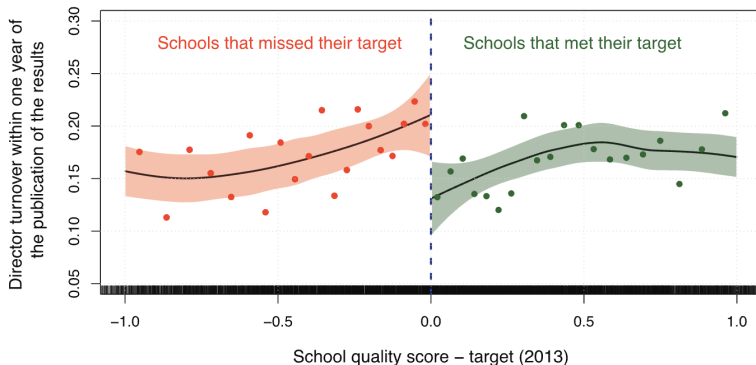 Director turnover within one year of
the publication of the results
0.30
0.25
0.20
0.15
0.10
0.05
Schools that missed their target
Schools that met their target
−1.0
−0.5
0.0
0.5
1.0
School quality score − target (2013)